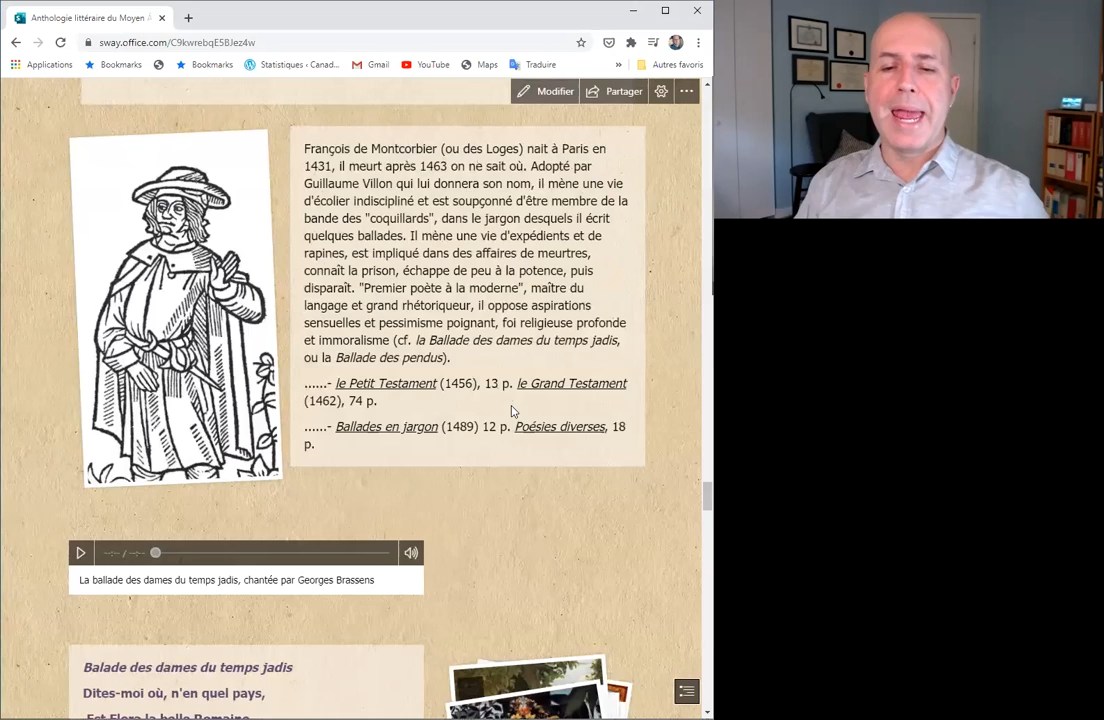 Anthologie littéraire du Moyen
sway.office.com/C9kwrebqE5BJez4w
Applications
Bookmarks
Bookmarks
Statistiques - Canad...
Gmail
YouTube
Maps
Traduire
»
Autres favoris
Modifier
Partager
François de Montcorbier (ou des Loges) nait à Paris en
1431, il meurt après 1463 on ne sait où. Adopté par
Guillaume Villon qui lui donnera son nom, il mène une vie
d'écolier indiscipliné et est soupçonné d'être membre de la
bande des "coquillards", dans le jargon desquels il écrit
quelques ballades. Il mène une vie d'expédients et de
rapines, est impliqué dans des affaires de meurtres,
connaît la prison, échappe de peu à la potence, puis
disparaît. "Premier poète à la moderne", maître du
langage et grand rhétoriqueur, il oppose aspirations
sensuelles et pessimisme poignant, foi religieuse profonde
et immoralisme (cf. la Ballade des dames du temps jadis,
ou la Ballade des pendus).
......- le Petit Testament (1456), 13 p. le Grand Testament
(1462), 74 p.
......- Ballades en jargon (1489) 12 p. Poésies diverses, 18
p.
--:-- / --:--
La ballade des dames du temps jadis, chantée par Georges Brassens
Balade des dames du temps jadis
Dites-moi où, n'en quel pays,
Est Flora la belle Romaine